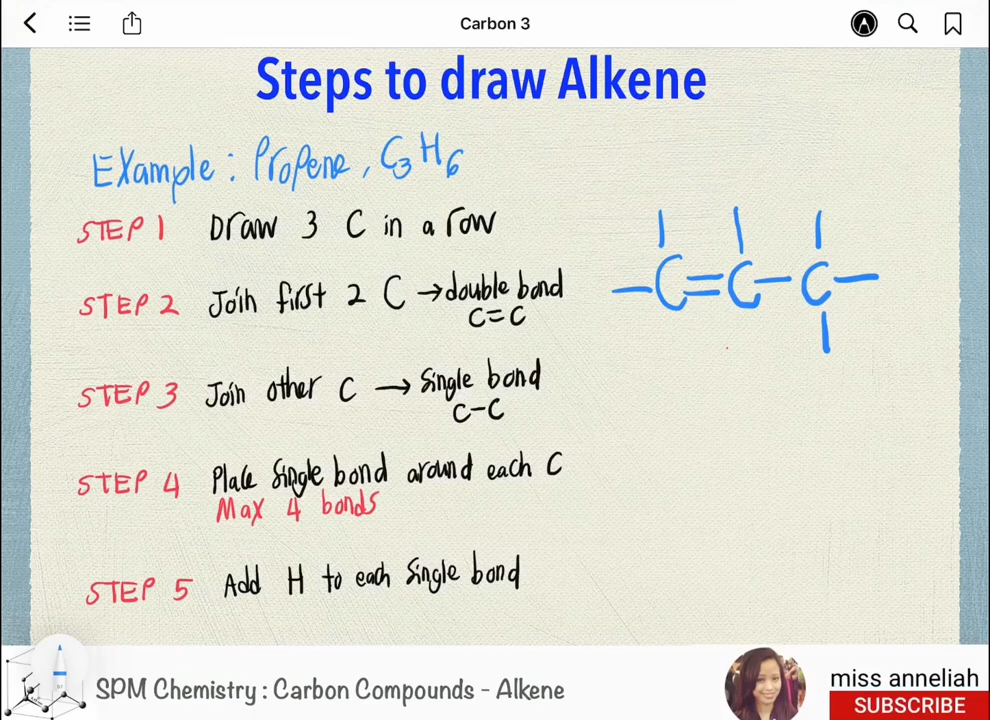 Carbon 3
Steps to draw Alkene
Example : Propene, C3H6
STEP 1 Draw 3 C in a row
STEP 2 Join first 2 C → double bond
C=C
STEP 3 Join other C → Single bond
C-C
STEP 4 Place single bond around each C
Max 4 bonds
STEP 5 Add H to each single bond
C=C-C
SPM Chemistry : Carbon Compounds - Alkene
miss anneliah
SUBSCRIBE